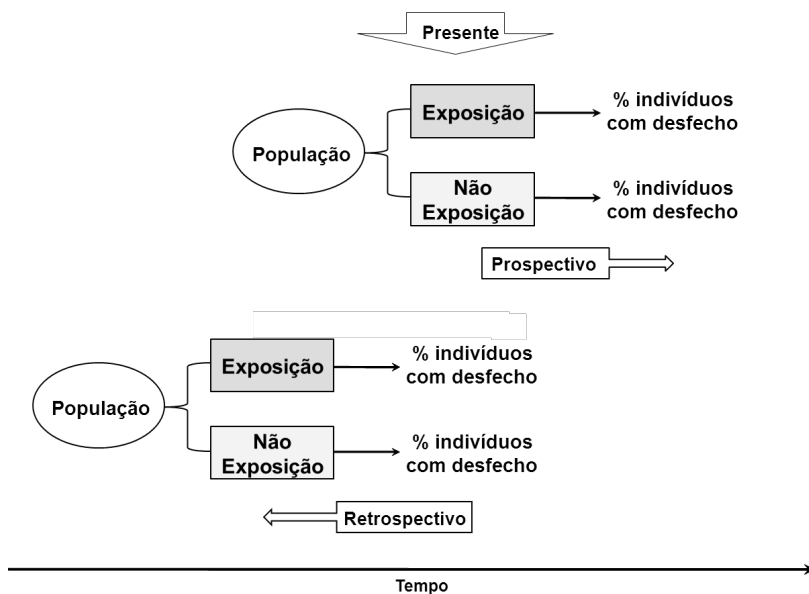 Presente
População
Exposição
% indivíduos
com desfecho
Não
Exposição
% indivíduos
com desfecho
Prospectivo
População
Exposição
% indivíduos
com desfecho
Não
Exposição
% indivíduos
com desfecho
Retrospectivo
Tempo